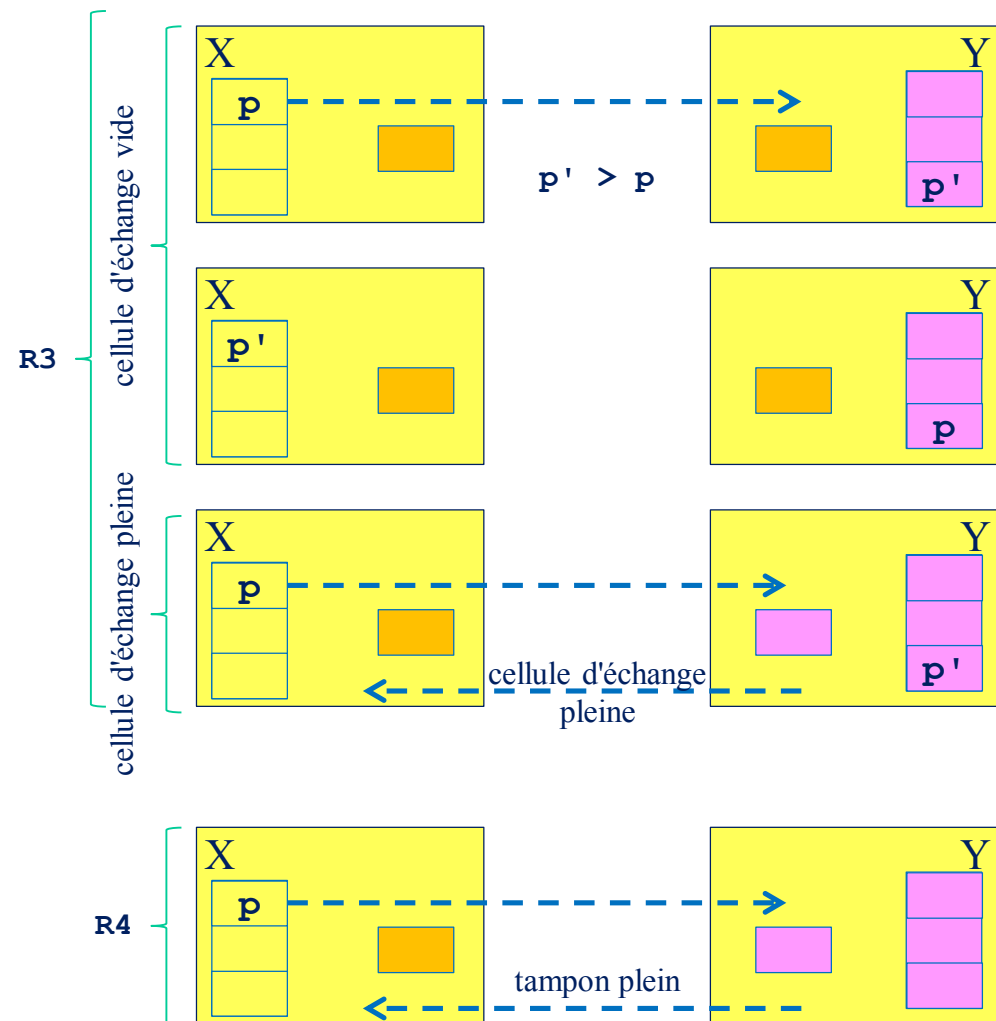 R3
cellule d'échange vide
X
p
Y
p'
p' > p
X
p'
Y
p
cellule d'échange pleine
X
p
Y
p'
cellule d'échange
pleine
R4
X
p
Y
tampon plein